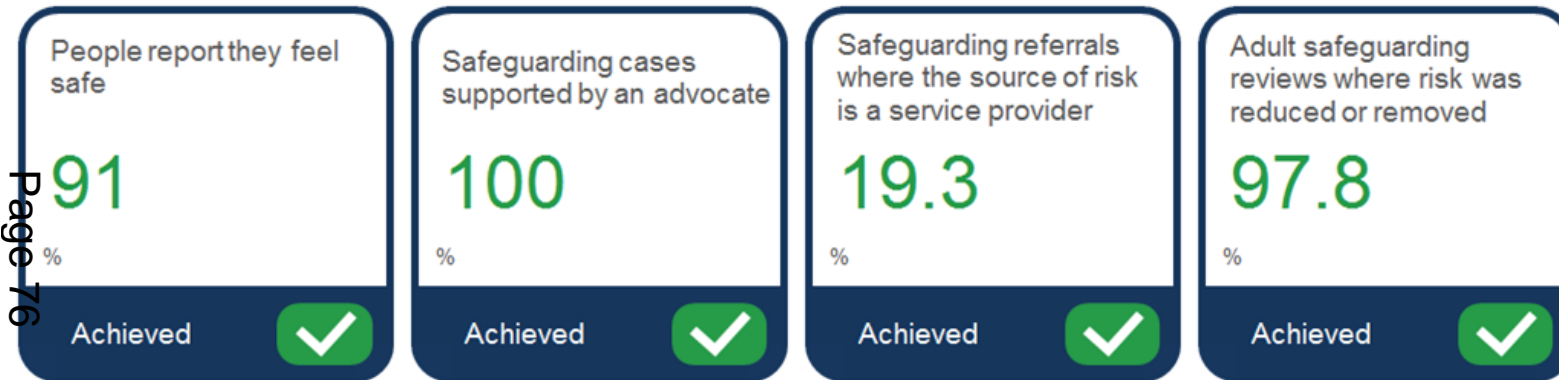 People report they feel
safe
91
%
Achieved
Safeguarding cases
supported by an advocate
100
%
Achieved
Safeguarding referrals
where the source of risk
is a service provider
19.3
%
Achieved
Adult safeguarding
reviews where risk was
reduced or removed
97.8
%
Achieved
Page 76